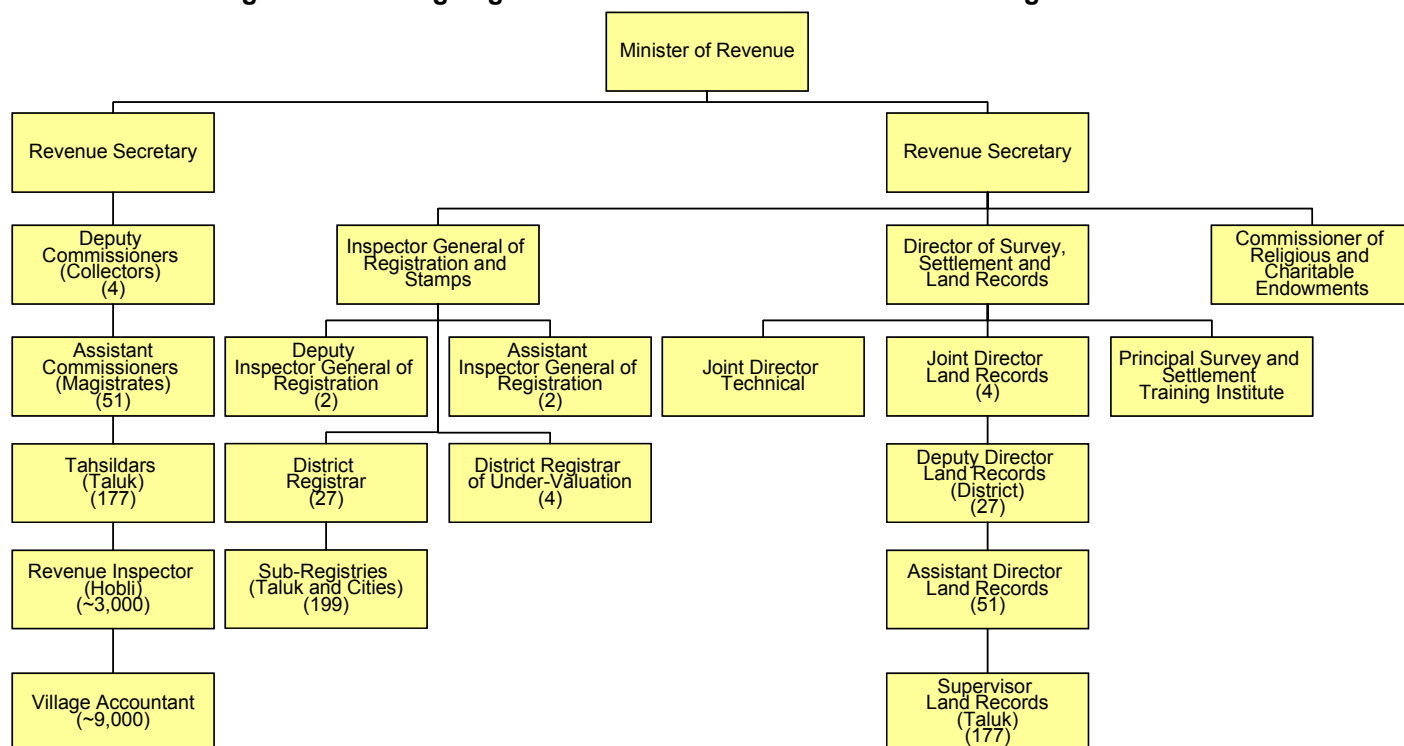 Minister of Revenue
Revenue Secretary
Revenue Secretary
Deputy
Commissioners
(Collectors)
(4)
Inspector General of
Registration and
Stamps
Director of Survey,
Settlement and
Land Records
Commissioner of
Religious and
Charitable
Endowments
Assistant
Commissioners
(Magistrates)
(51)
Deputy
Inspector General of
Registration
(2)
Assistant
Inspector General of
Registration
(2)
Joint Director
Technical
Joint Director
Land Records
(4)
Principal Survey and
Settlement
Training Institute
Tahsildars
(Taluk)
(177)
District
Registrar
(27)
District Registrar
of Under-Valuation
(4)
Deputy Director
Land Records
(District)
(27)
Revenue Inspector
(Hobli)
(~3,000)
Sub-Registries
(Taluk and Cities)
(199)
Assistant Director
Land Records
(51)
Village Accountant
(~9,000)
Supervisor
Land Records
(Taluk)
(177)